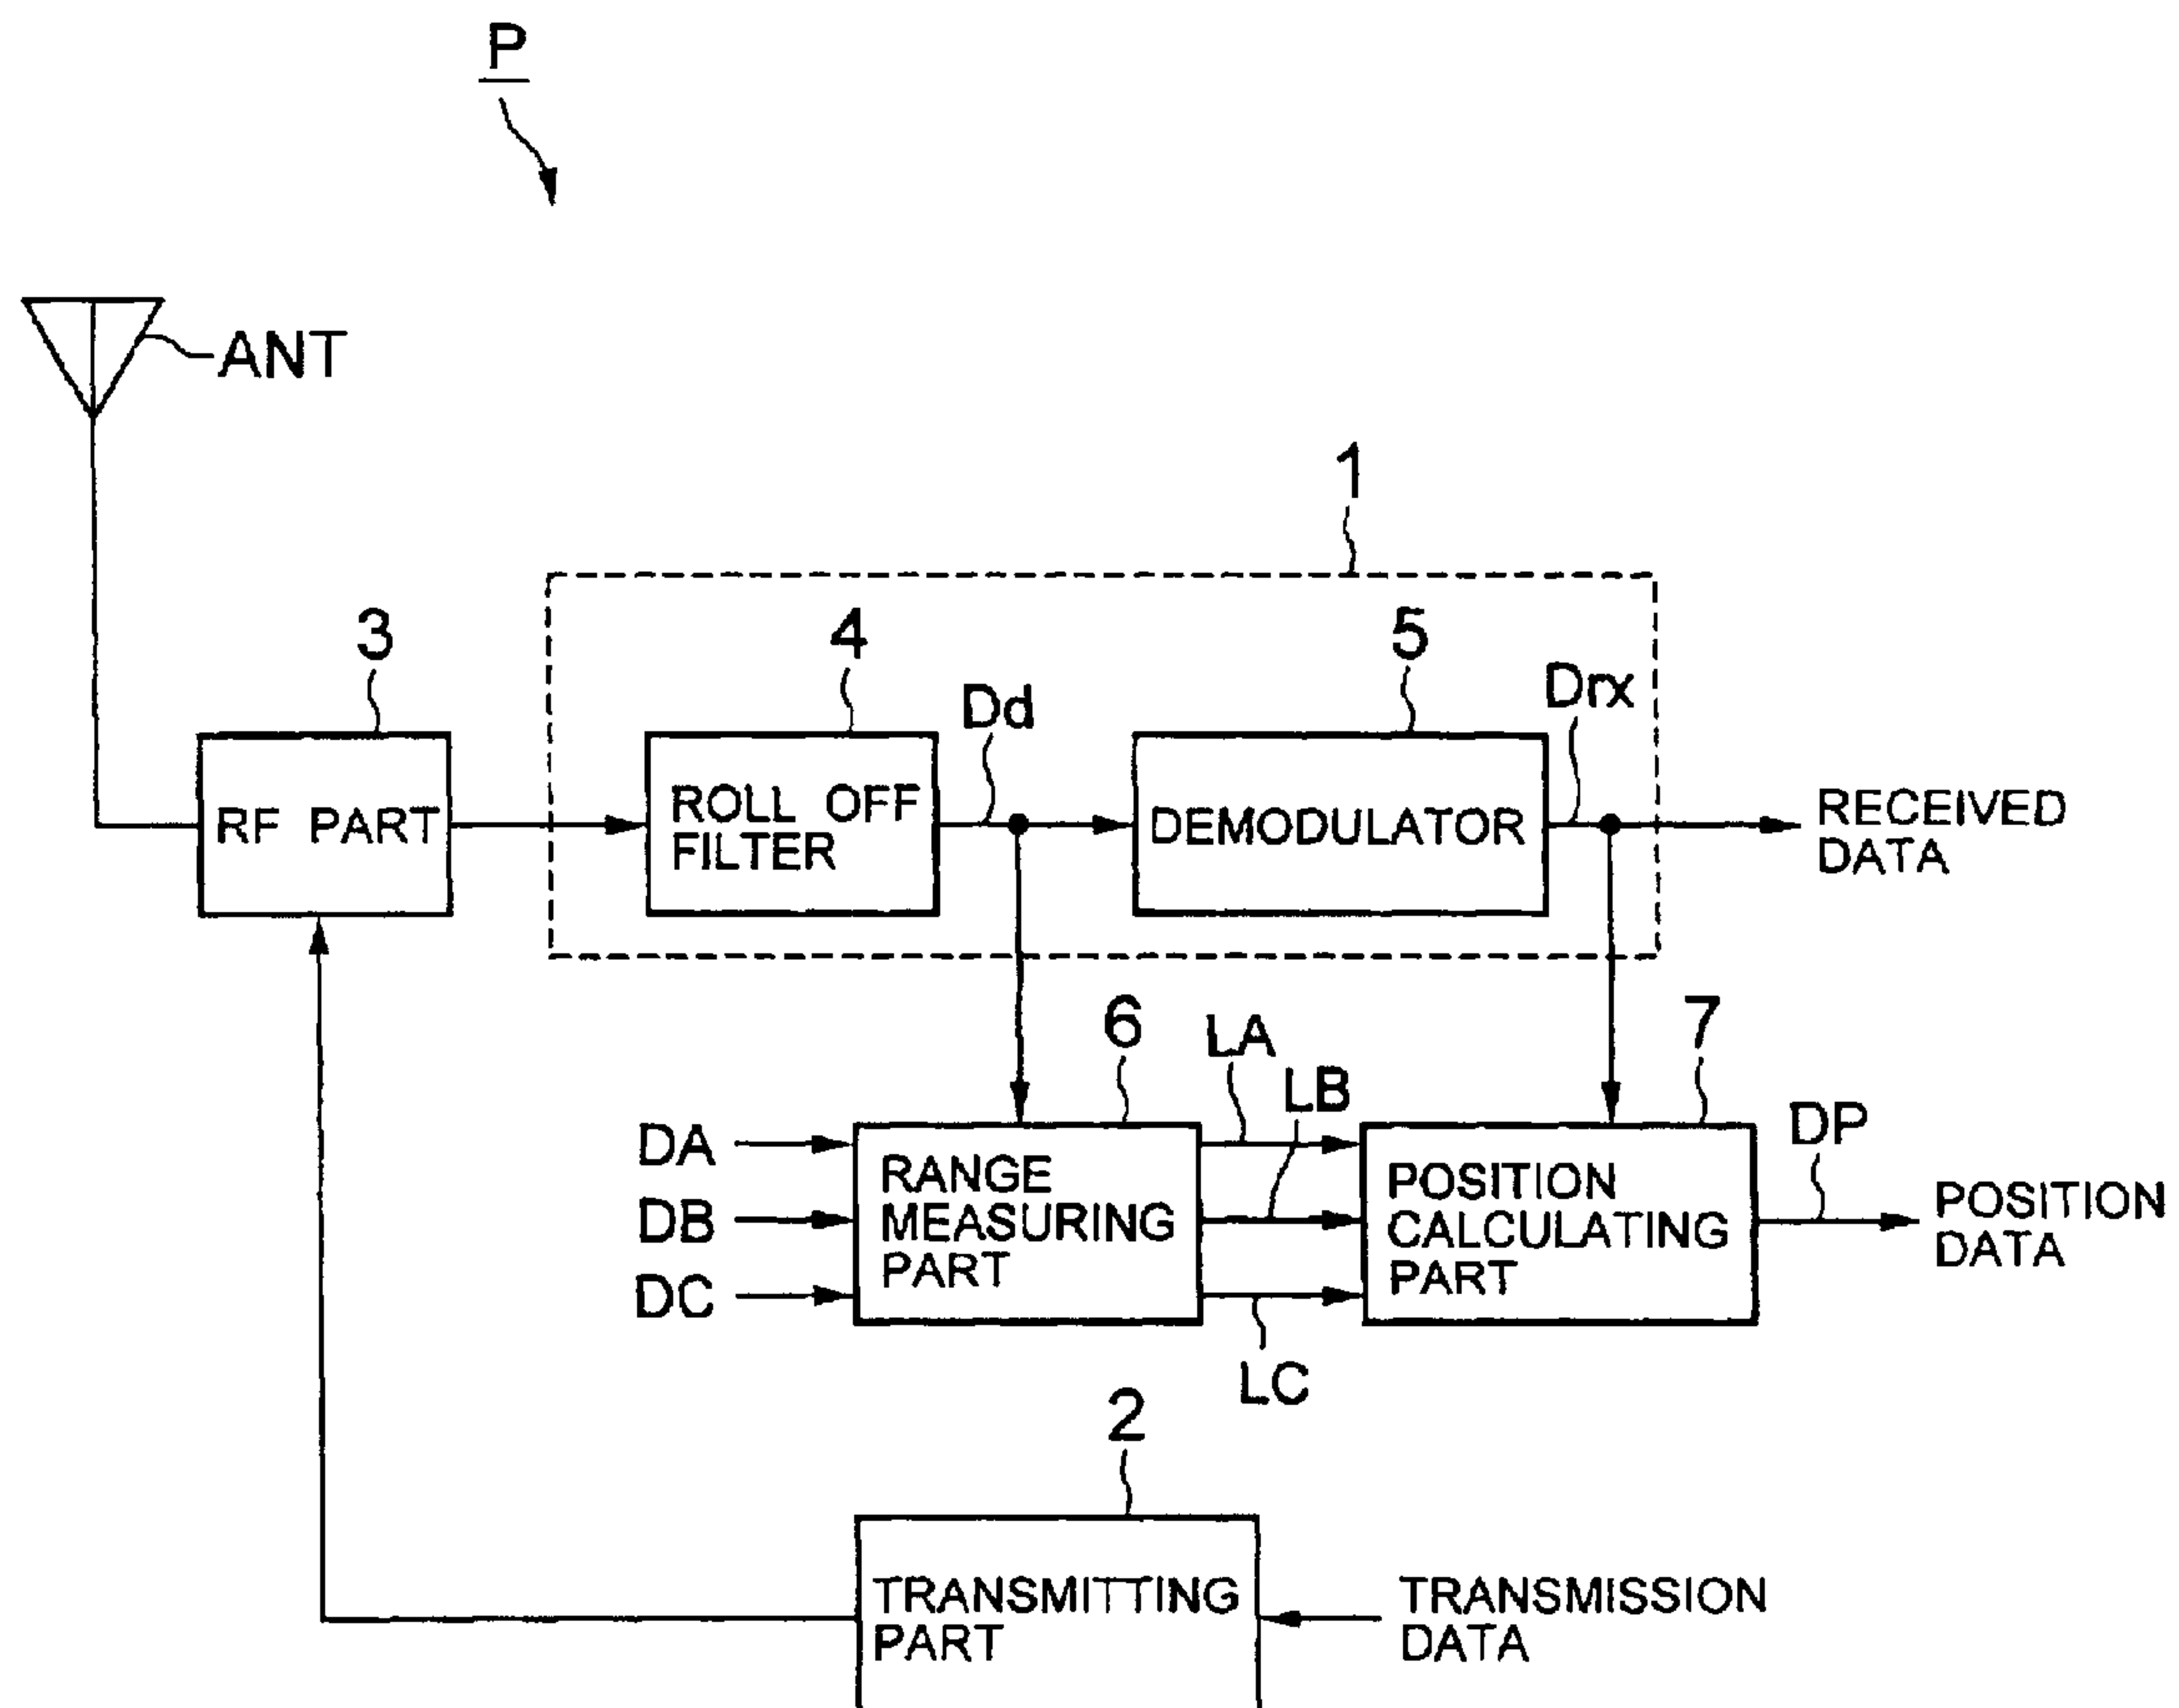 P
ANT
1
3
4
5
Dd
Drx
RF PART
ROLL OFF
FILTER
DEMODULATOR
RECEIVED
DATA
6
LA
LB
7
DA
DB
DC
RANGE
MEASURING
PART
POSITION
CALCULATING
PART
DP
POSITION
DATA
LC
2
TRANSMITTING
PART
TRANSMISSION
DATA